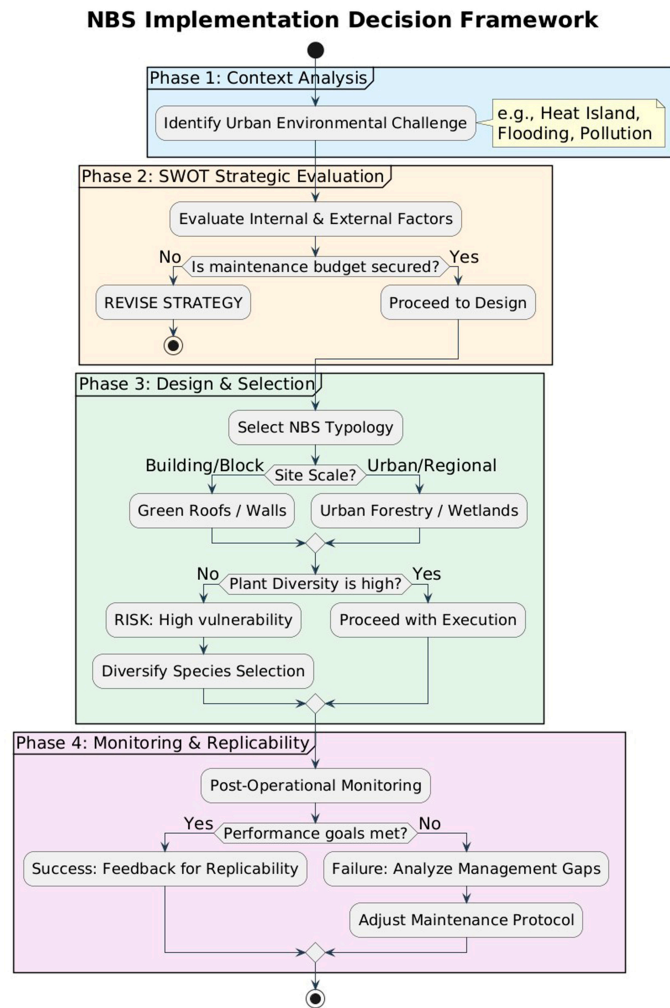 NBS Implementation Decision Framework
Phase 1: Context Analysis
Identify Urban Environmental Challenge
e.g., Heat Island,
Flooding, Pollution
Phase 2: SWOT Strategic Evaluation
Evaluate Internal & External Factors
No
Is maintenance budget secured?
Yes
REVISE STRATEGY
Proceed to Design
Phase 3: Design & Selection
Select NBS Typology
Building/Block
Site Scale?
Urban/Regional
Green Roofs / Walls
Urban Forestry / Wetlands
No
Plant Diversity is high?
Yes
RISK: High vulnerability
Proceed with Execution
Diversify Species Selection
Phase 4: Monitoring & Replicability
Post-Operational Monitoring
Yes
Performance goals met?
No
Success: Feedback for Replicability
Failure: Analyze Management Gaps
Adjust Maintenance Protocol